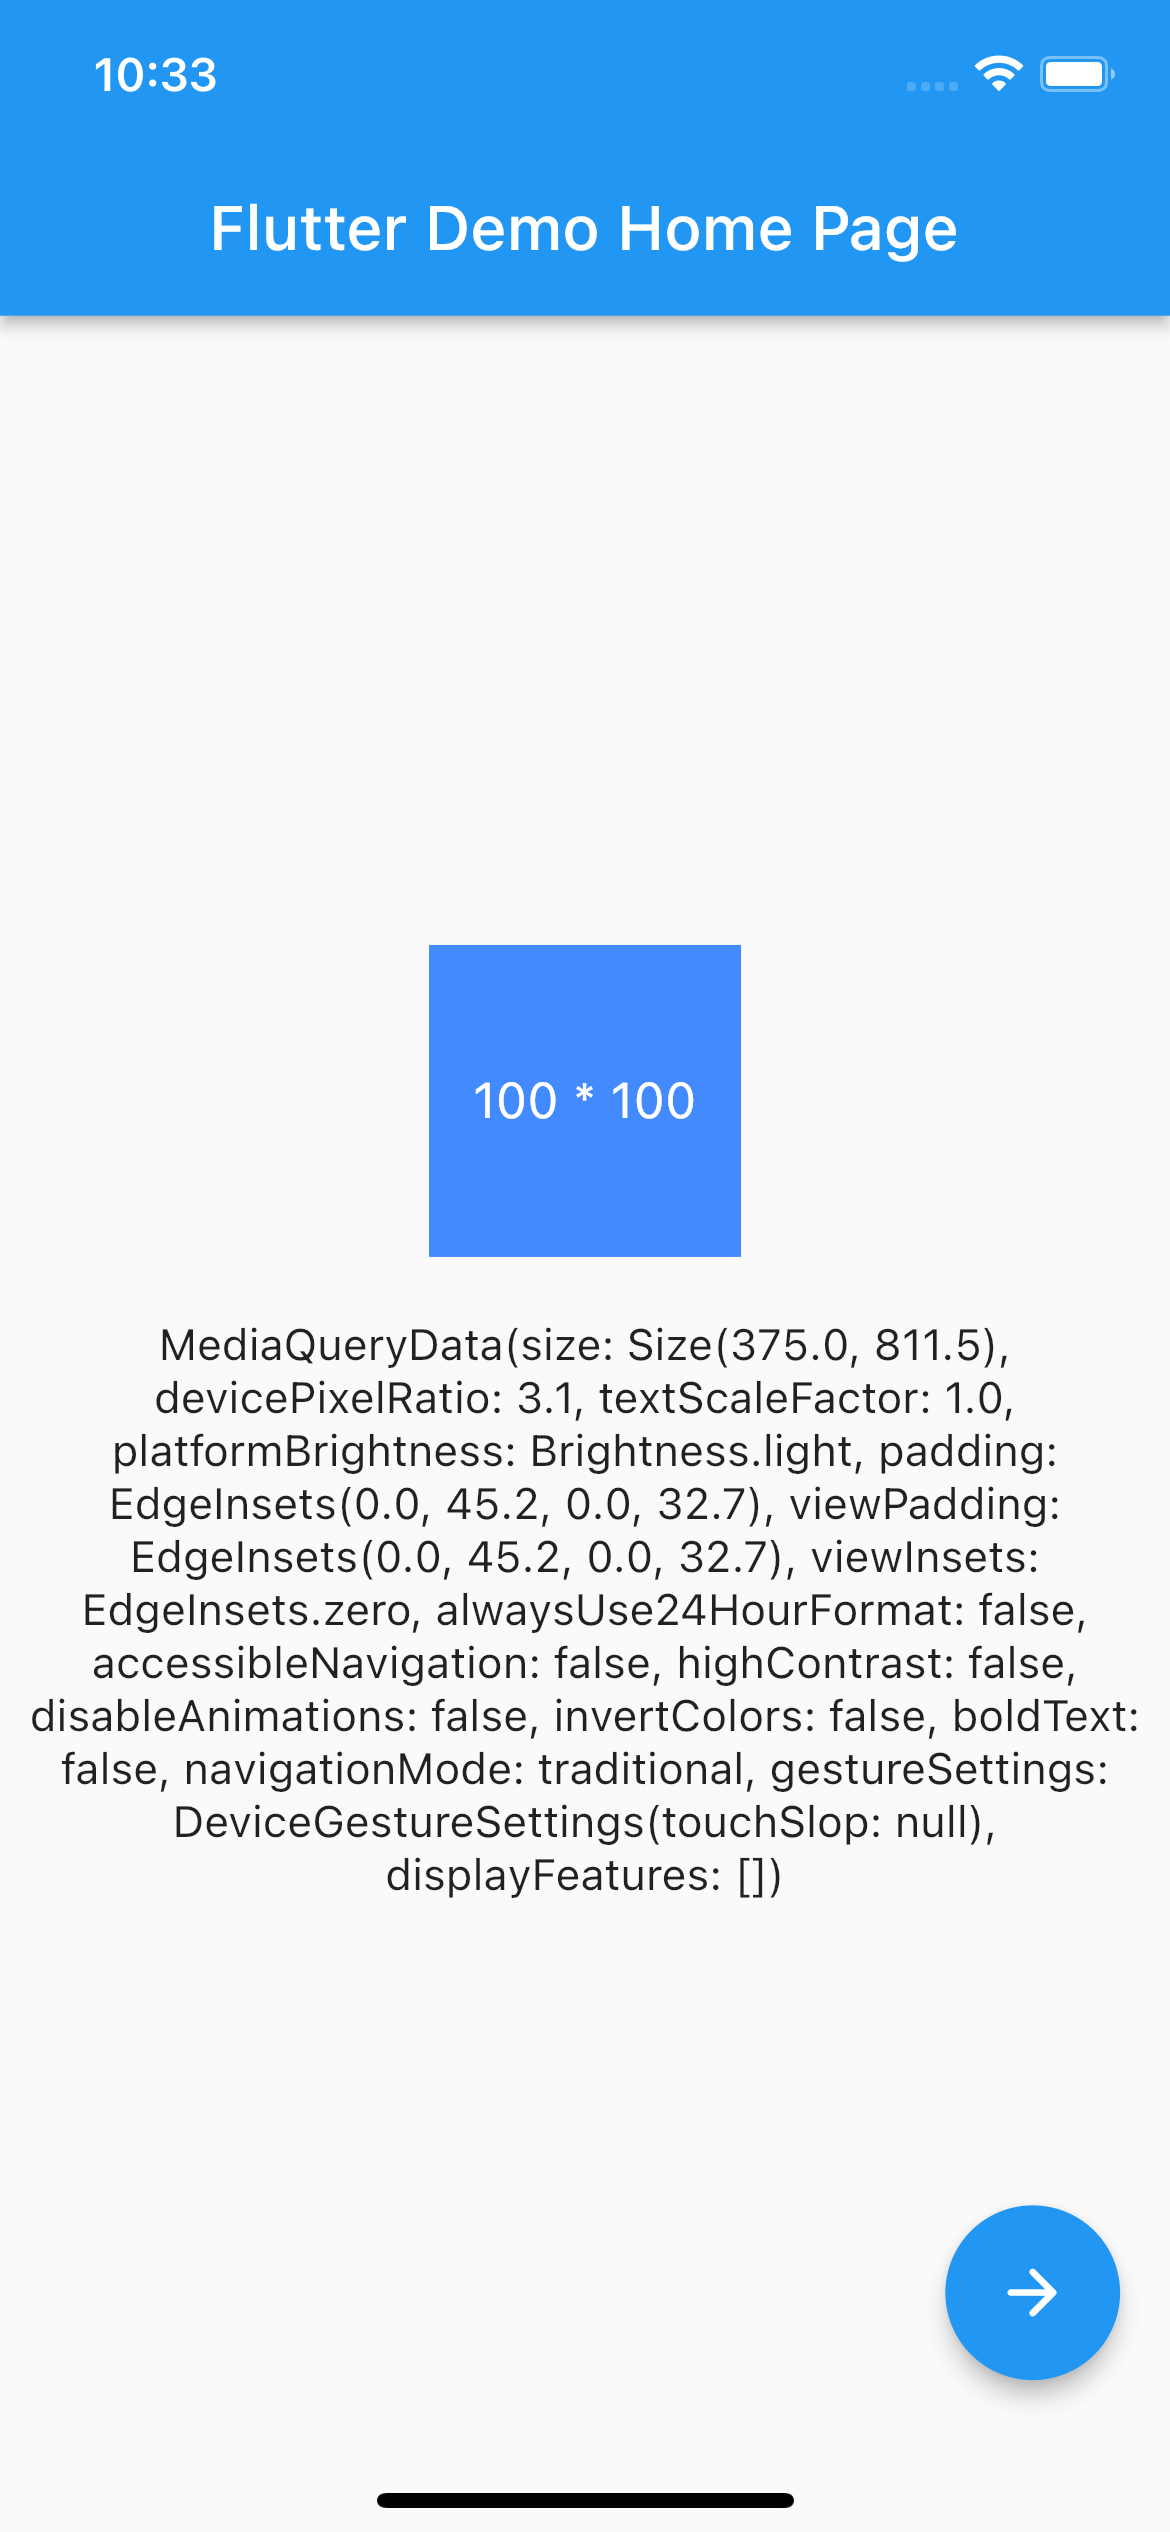 10:33
Flutter Demo Home Page
100 * 100
MediaQueryData(size: Size(375.0, 811.5),
devicePixelRatio: 3.1, textScaleFactor: 1.0,
platformBrightness: Brightness.light, padding:
EdgeInsets(0.0, 45.2, 0.0, 32.7), viewPadding:
EdgeInsets(0.0, 45.2, 0.0, 32.7), viewInsets:
EdgeInsets.zero, alwaysUse24HourFormat: false,
accessibleNavigation: false, highContrast: false,
disableAnimations: false, invertColors: false, boldText:
false, navigationMode: traditional, gestureSettings:
DeviceGestureSettings(touchSlop: null),
displayFeatures: [])